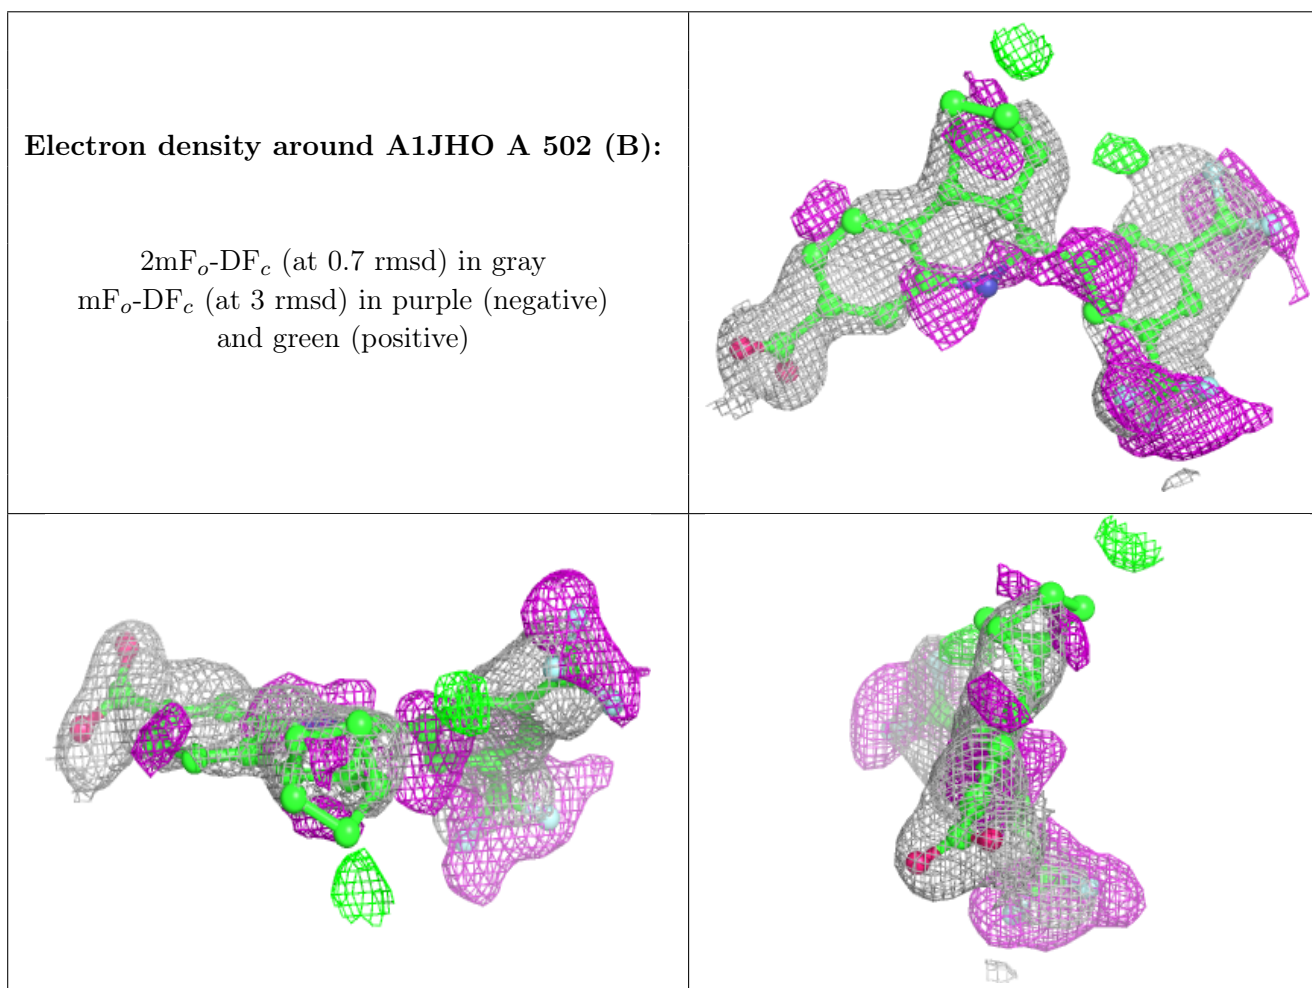 Electron density around A1JHO A 502 (B):
2mFo-DFc (at 0.7 rmsd) in gray
mFo-DFc (at 3 rmsd) in purple (negative)
and green (positive)